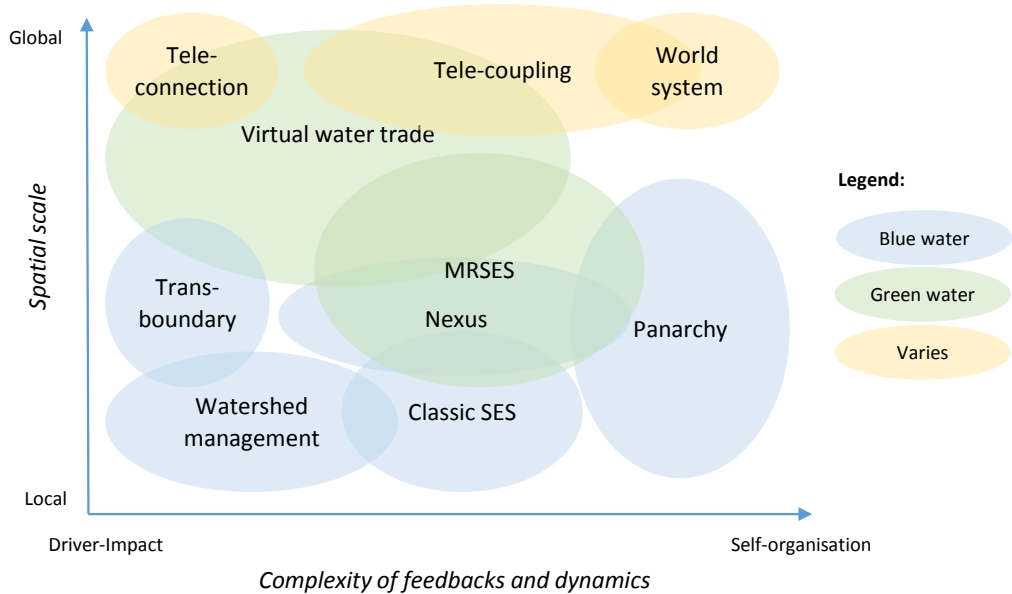 Global
Tele-
connection
Tele-coupling
World
system
Virtual water trade
Spatial scale
Trans-
boundary
MRSES
Nexus
Panarchy
Watershed
management
Classic SES
Local
Driver-Impact
Self-organisation
Complexity of feedbacks and dynamics
Legend:
Blue water
Green water
Varies